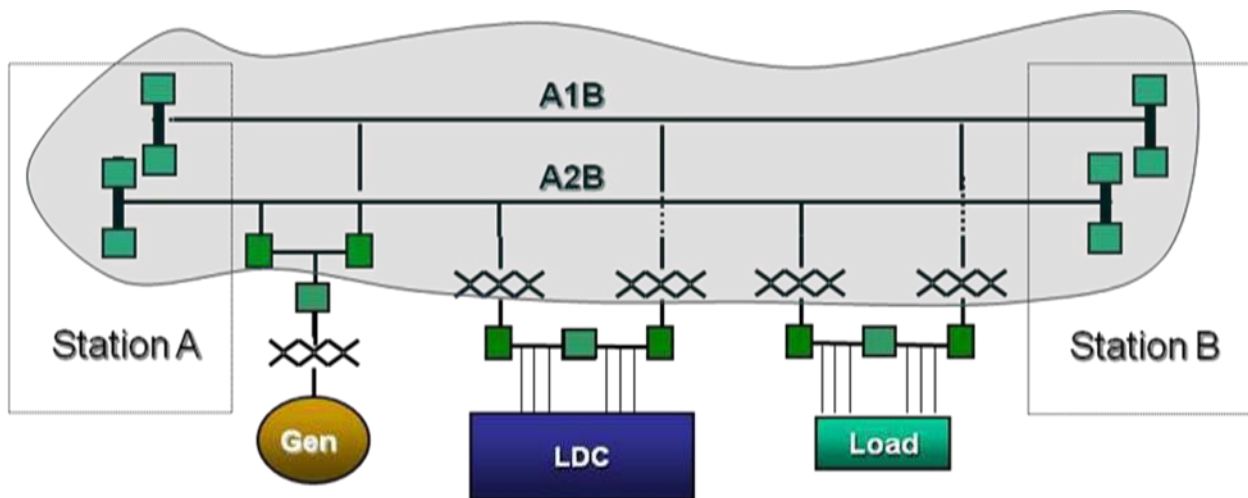 A1B
A2B
Station A
Station B
Gen
LDC
Load